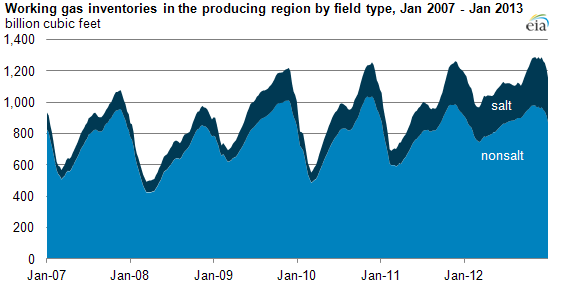 Working gas inventories in the producing region by field type, Jan 2007 - Jan 2013
billion cubic feet
eia
1,400
1,200
1,000
800
600
400
200
0
salt
nonsalt
Jan-07 Jan-08 Jan-09 Jan-10 Jan-11 Jan-12